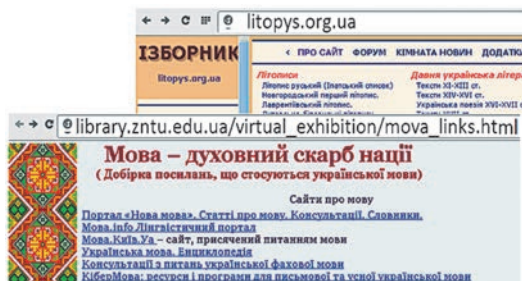 litopys.org.ua
ІЗБОРНИК
litopys.org.ua
‹ ПРО САЙТ ФОРУМ КІМНАТА НОВИН ДОДАТКИ
Літописи
Літопис руський (Іпатський список)
Новгородський перший літопис.
Лаврентіївський літопис.
Давня українська літер
Тексти XI-XIII ст.
Тексти XIV-XVI ст.
Українська поезія XVI-XVII
library.zntu.edu.ua/virtual_exhibition/mova_links.html
Мова – духовний скарб нації
( Добірка посилань, що стосуються української мови)
Сайти про мову
Портал «Нова мова». Статті про мову. Консультації. Словники.
Мова.info Лінгвістичний портал
Мова.Київ.Уа – сайт, присячений питанням мови
Українська мова. Енциклопедія
Консультації з питань української фахової мови
КіберМова: ресурси і програми для письмової та усної української мови